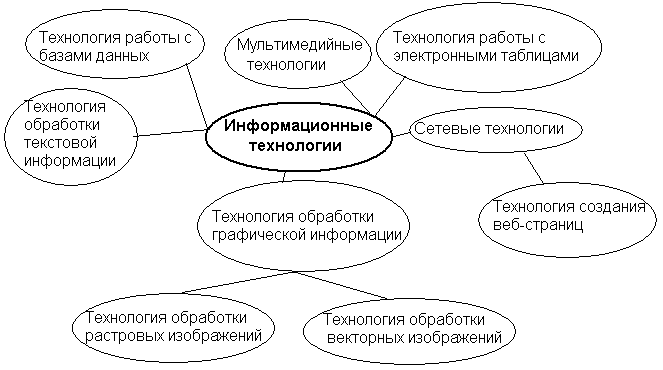 Технология работы с
базами данных
Мультимедийные
технологии
Технология работы с
электронными таблицами
Технология
обработки
текстовой
информации
Информационные
технологии
Сетевые технологии
Технология создания
веб-страниц
Технология обработки
графической информации
Технология обработки
растровых изображений
Технология обработки
векторных изображений